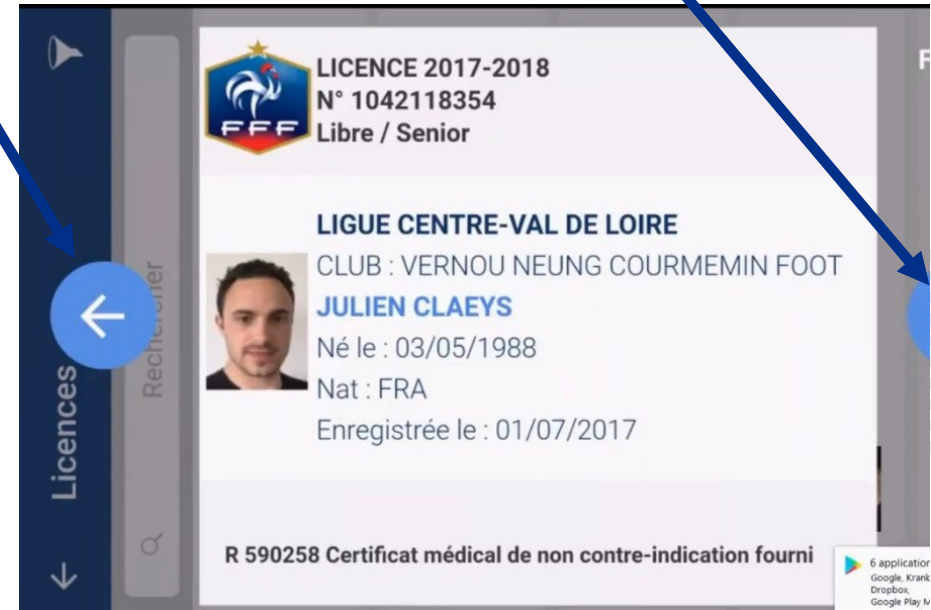 LICENCE 2017-2018
N° 1042118354
Libre / Senior
FFF
LIGUE CENTRE-VAL DE LOIRE
CLUB : VERNOU NEUNG COURMEMIN FOOT
JULIEN CLAEYS
Né le : 03/05/1988
Nat : FRA
Enregistrée le : 01/07/2017
R 590258 Certificat médical de non contre-indication fourni
Licences
Rechercher
6 application
Google, Krank
Dropbox,
Google Play M